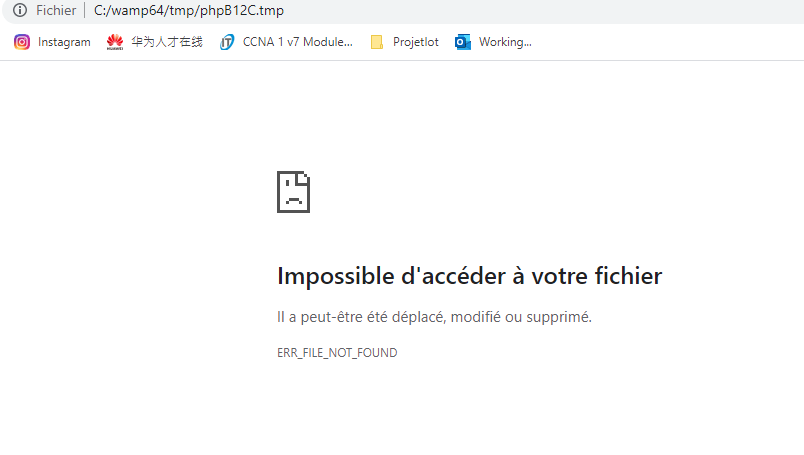 Fichier C:/wamp64/tmp/phpB12C.tmp
Instagram 华为人才在线 CCNA 1 v7 Module... Projetlot Working...
Impossible d'accéder à votre fichier
Il a peut-être été déplacé, modifié ou supprimé.
ERR_FILE_NOT_FOUND